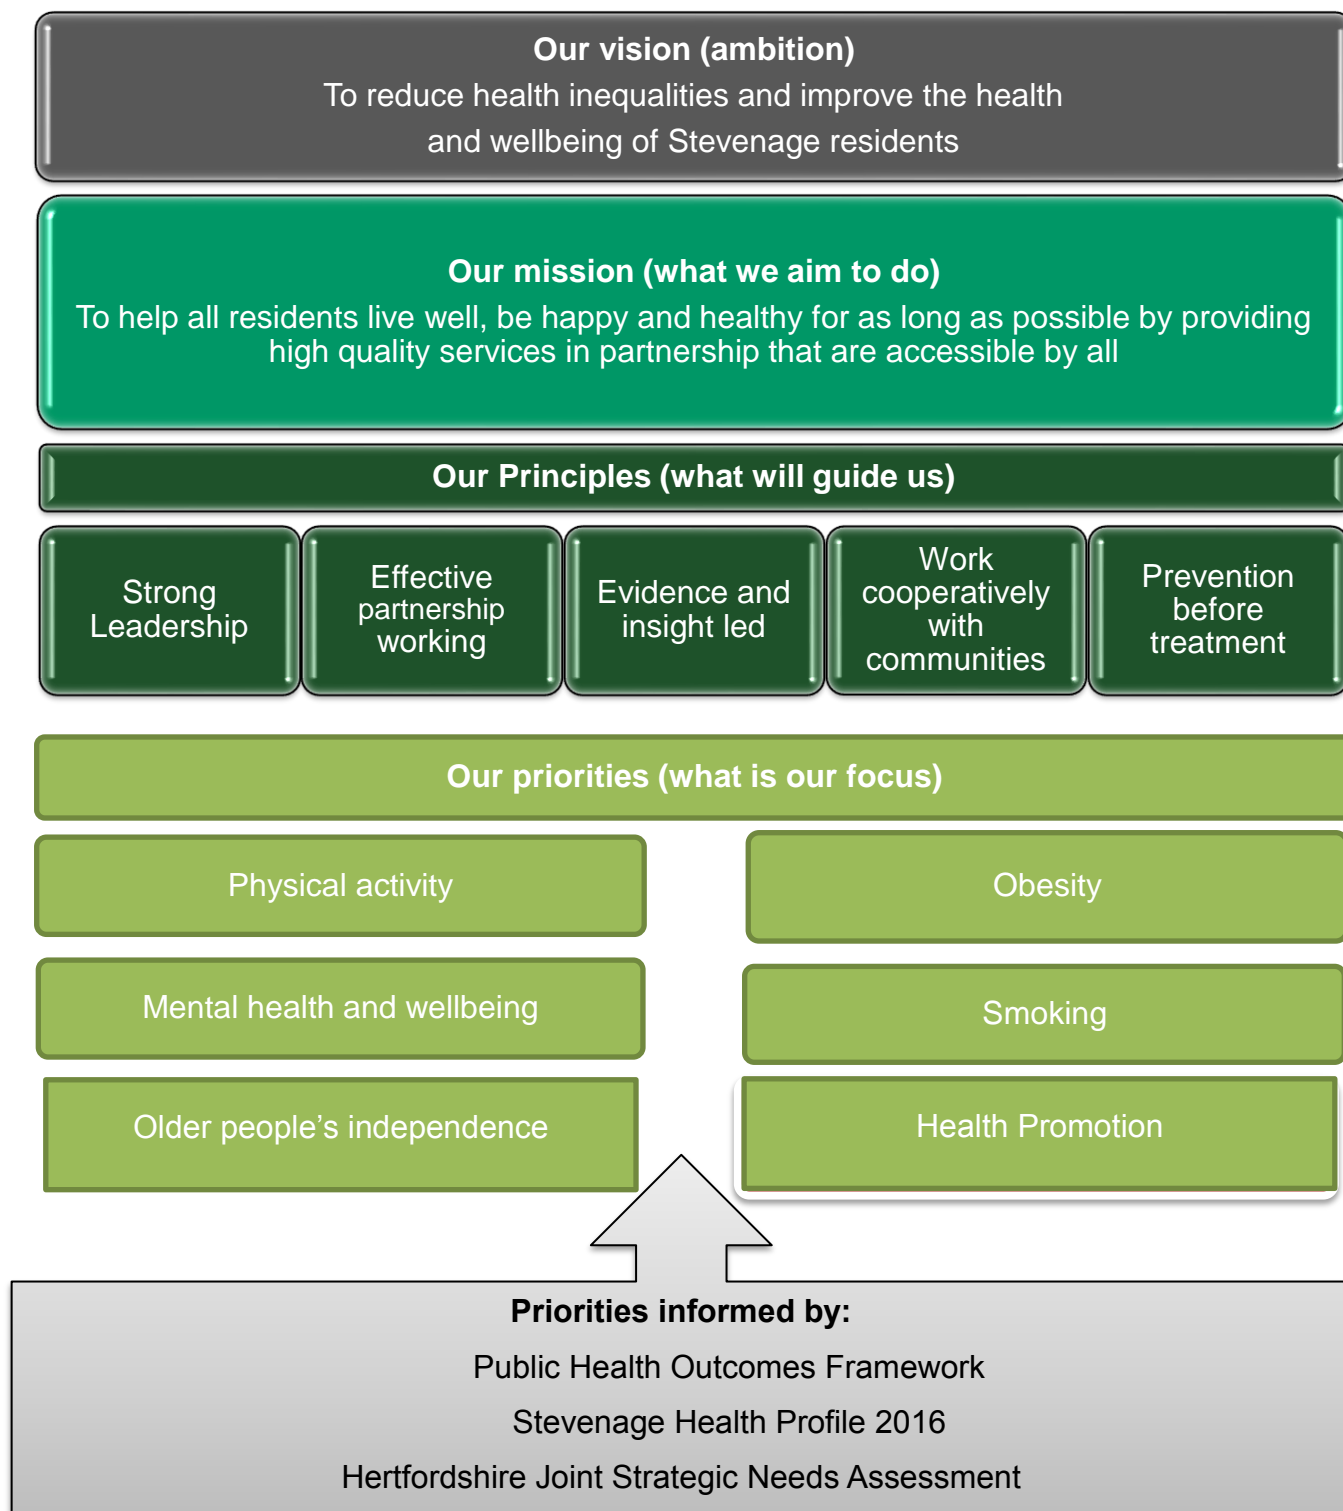 Our vision (ambition)
To reduce health inequalities and improve the health
and wellbeing of Stevenage residents
Our mission (what we aim to do)
To help all residents live well, be happy and healthy for as long as possible by providing
high quality services in partnership that are accessible by all
Our Principles (what will guide us)
Strong
Leadership
Effective
partnership
working
Evidence and
insight led
Work
cooperatively
with
communities
Prevention
before
treatment
Our priorities (what is our focus)
Physical activity
Obesity
Mental health and wellbeing
Smoking
Older people’s independence
Health Promotion
Priorities informed by:
Public Health Outcomes Framework
Stevenage Health Profile 2016
Hertfordshire Joint Strategic Needs Assessment